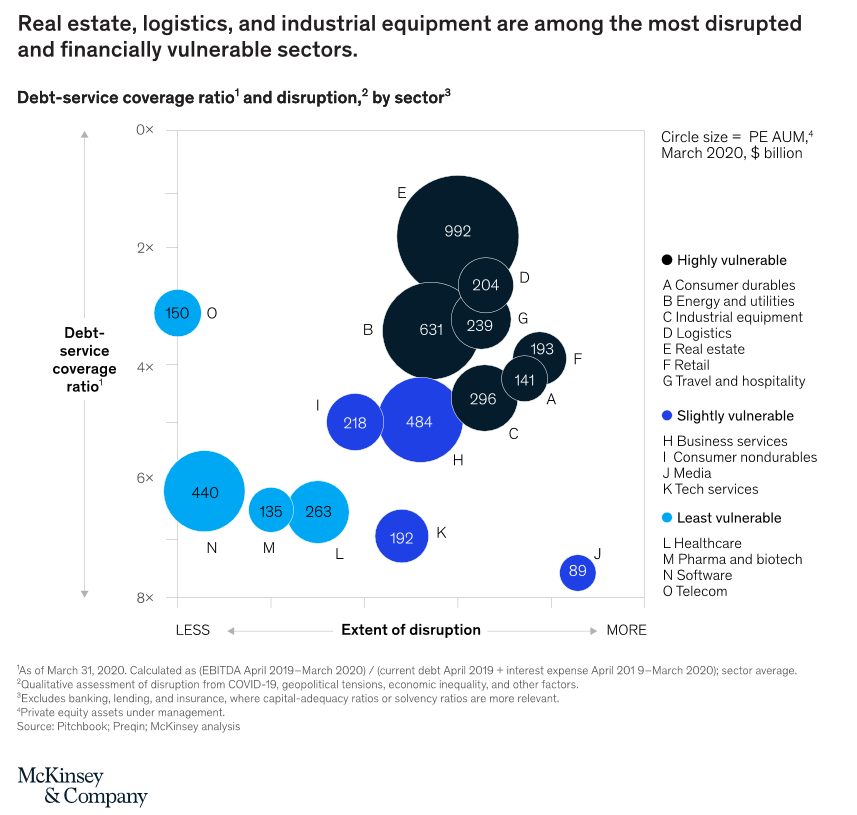 Real estate, logistics, and industrial equipment are among the most disrupted
and financially vulnerable sectors.
Debt-service coverage ratio¹ and disruption,² by sector³
Circle size = PE AUM,⁴
March 2020, $ billion
0×
2×
4×
6×
8×
Debt-
service
coverage
ratio¹
E
992
204
D
150
O
B
631
239
G
193
F
141
A
I
218
484
H
296
C
440
N
135
M
263
L
192
K
J
89
Highly vulnerable
A Consumer durables
B Energy and utilities
C Industrial equipment
D Logistics
E Real estate
F Retail
G Travel and hospitality
Slightly vulnerable
H Business services
I Consumer nondurables
J Media
K Tech services
Least vulnerable
L Healthcare
M Pharma and biotech
N Software
O Telecom
LESS
Extent of disruption
MORE
¹As of March 31, 2020. Calculated as (EBITDA April 2019–March 2020) / (current debt April 2019 + interest expense April 201 9–March 2020); sector average.
²Qualitative assessment of disruption from COVID-19, geopolitical tensions, economic inequality, and other factors.
³Excludes banking, lending, and insurance, where capital-adequacy ratios or solvency ratios are more relevant.
⁴Private equity assets under management.
Source: Pitchbook; Preqin; McKinsey analysis
McKinsey
& Company